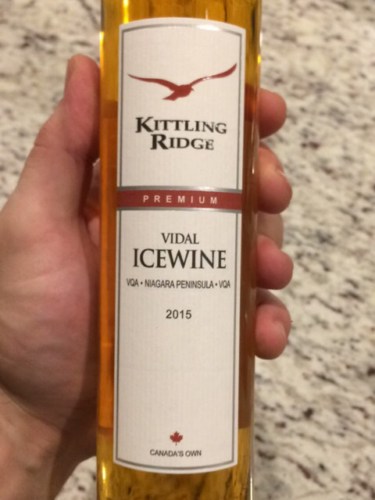 KITTLING
RIDGE
PREMIUM
VIDAL
ICEWINE
VQA • NIAGARA PENINSULA • VQA
2015
CANADA'S OWN